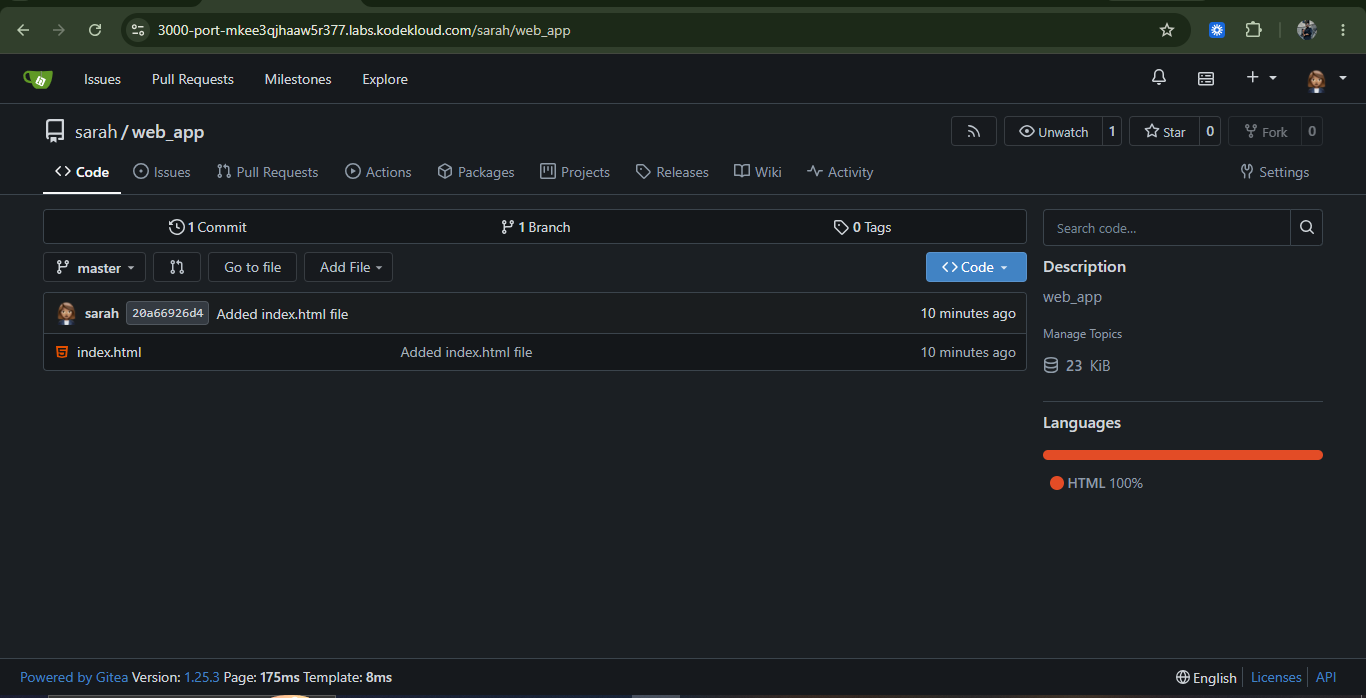 3000-port-mkee3qjhaaw5r377.labs.kodekloud.com/sarah/web_app
Issues Pull Requests Milestones Explore
sarah / web_app
Unwatch 1 Star 0 Fork 0
Code Issues Pull Requests Actions Packages Projects Releases Wiki Activity Settings
1 Commit 1 Branch 0 Tags
Search code...
master Go to file Add File Code
Description
sarah 20a66926d4 Added index.html file 10 minutes ago
web_app
index.html Added index.html file 10 minutes ago
Manage Topics
23 KiB
Languages
HTML 100%
Powered by Gitea Version: 1.25.3 Page: 175ms Template: 8ms English Licenses API